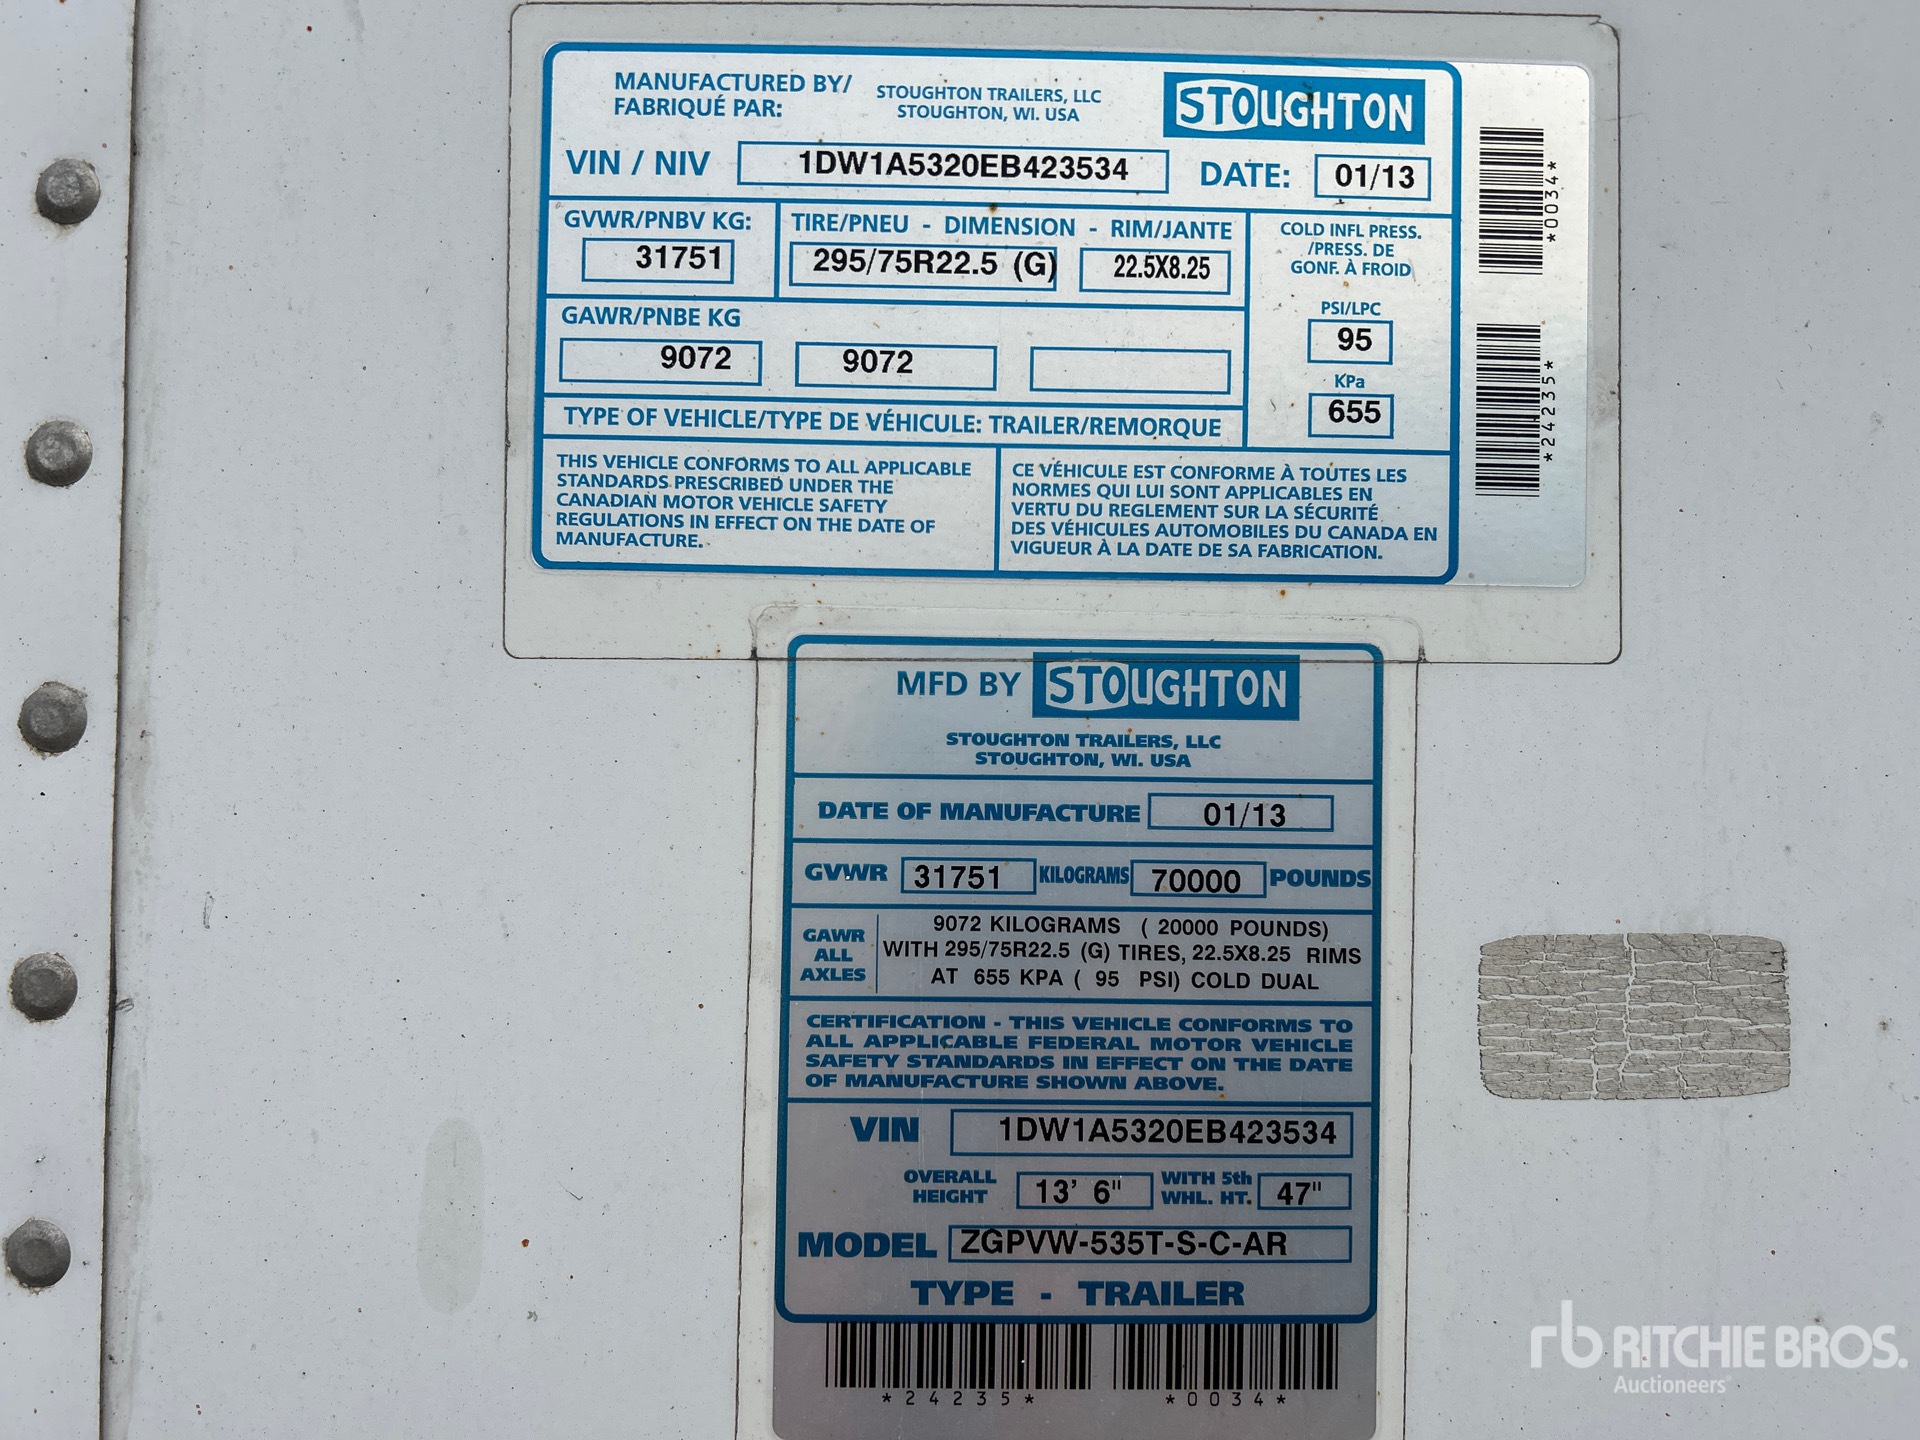 MANUFACTURED BY/
FABRIQUÉ PAR:
STOUGHTON TRAILERS, LLC
STOUGHTON, WI. USA
STOUGHTON
VIN / NIV 1DW1A5320EB423534 DATE: 01/13
GVWR/PNBV KG:
31751
TIRE/PNEU - DIMENSION - RIM/JANTE
295/75R22.5 (G) 22.5X8.25
COLD INFL PRESS.
/PRESS. DE
GONF. À FROID
PSI/LPC
95
KPa
655
GAWR/PNBE KG
9072 9072
TYPE OF VEHICLE/TYPE DE VÉHICULE: TRAILER/REMORQUE
THIS VEHICLE CONFORMS TO ALL APPLICABLE
STANDARDS PRESCRIBED UNDER THE
CANADIAN MOTOR VEHICLE SAFETY
REGULATIONS IN EFFECT ON THE DATE OF
MANUFACTURE.
CE VÉHICULE EST CONFORME À TOUTES LES
NORMES QUI LUI SONT APPLICABLES EN
VERTU DU REGLEMENT SUR LA SÉCURITÉ
DES VÉHICULES AUTOMOBILES DU CANADA EN
VIGUEUR À LA DATE DE SA FABRICATION.
*0034*
*24235*
MFD BY STOUGHTON
STOUGHTON TRAILERS, LLC
STOUGHTON, WI. USA
DATE OF MANUFACTURE 01/13
GVWR 31751 KILOGRAMS 70000 POUNDS
GAWR
ALL
AXLES
9072 KILOGRAMS ( 20000 POUNDS)
WITH 295/75R22.5 (G) TIRES, 22.5X8.25 RIMS
AT 655 KPA ( 95 PSI) COLD DUAL
CERTIFICATION - THIS VEHICLE CONFORMS TO
ALL APPLICABLE FEDERAL MOTOR VEHICLE
SAFETY STANDARDS IN EFFECT ON THE DATE
OF MANUFACTURE SHOWN ABOVE.
VIN 1DW1A5320EB423534
OVERALL
HEIGHT
13' 6"
WITH 5th
WHL. HT.
47"
MODEL ZGPVW-535T-S-C-AR
TYPE - TRAILER
*24235* *0034*
rb RITCHIE BROS.
Auctioneers